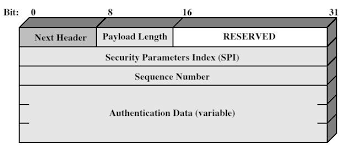 Bit: 0 8 16 31
Next Header Payload Length RESERVED
Security Parameters Index (SPI)
Sequence Number
Authentication Data (variable)